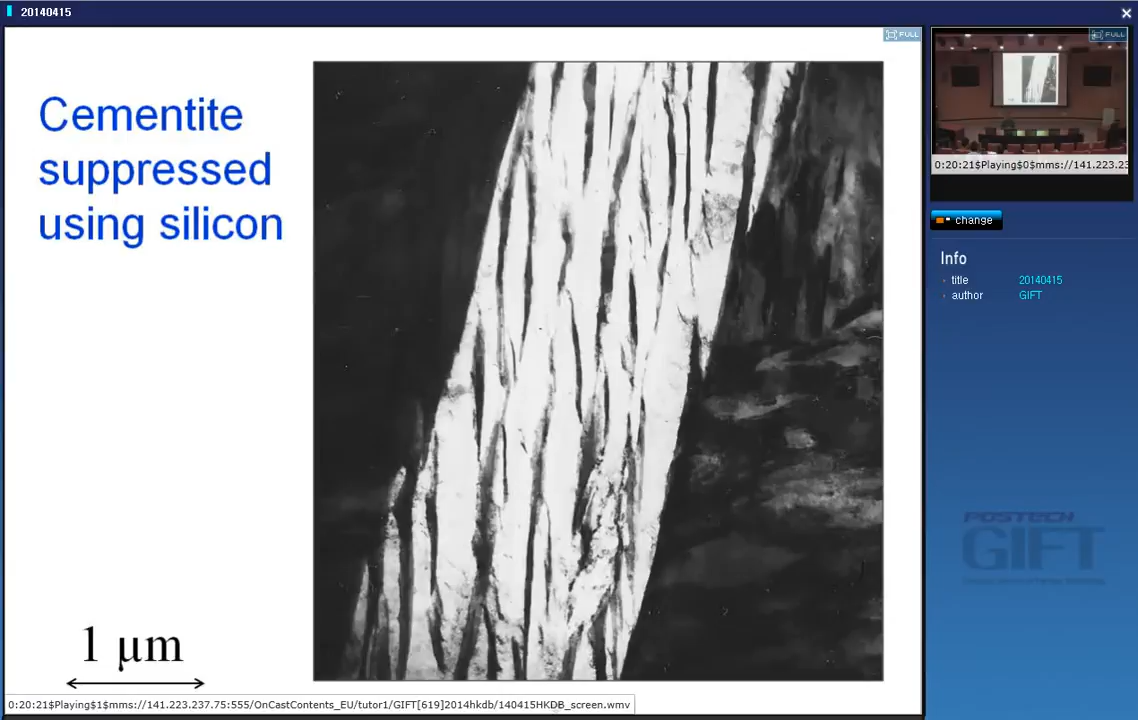 20140415
FULL
Cementite
suppressed
using silicon
1 μm
0:20:21$Playing$1$mms://141.223.237.75:555/OnCastContents_EU/tutor1/GIFT[619]2014hkdb/140415HKDB_screen.wmv
FULL
0:20:21$Playing$0$mms://141.223.23
change
Info
title 20140415
author GIFT
POSTECH
GIFT